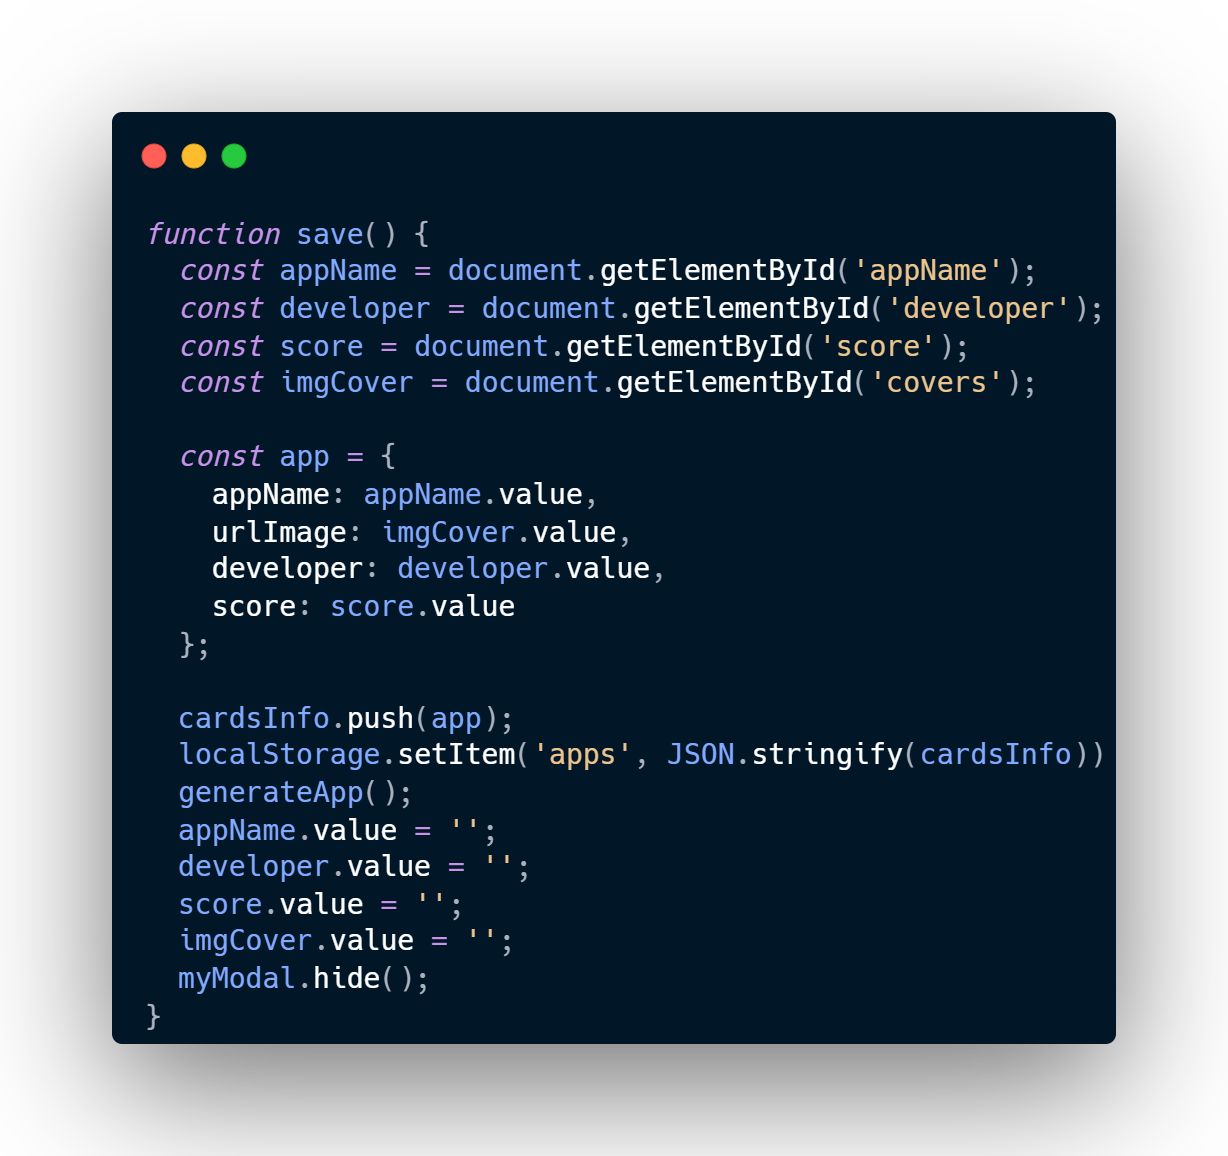 function save() {
  const appName = document.getElementById('appName');
  const developer = document.getElementById('developer');
  const score = document.getElementById('score');
  const imgCover = document.getElementById('covers');

  const app = {
    appName: appName.value,
    urlImage: imgCover.value,
    developer: developer.value,
    score: score.value
  };

  cardsInfo.push(app);
  localStorage.setItem('apps', JSON.stringify(cardsInfo))
  generateApp();
  appName.value = '';
  developer.value = '';
  score.value = '';
  imgCover.value = '';
  myModal.hide();
}